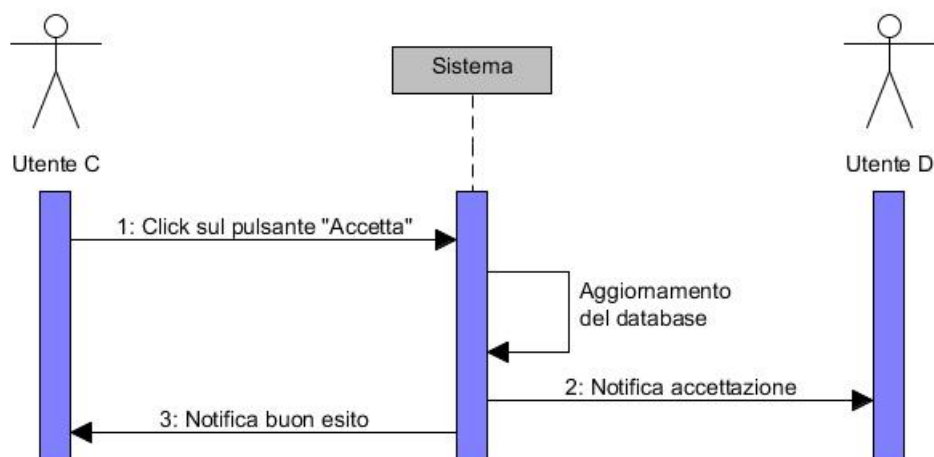 Sistema
Utente C
Utente D
1: Click sul pulsante "Accetta"
Aggiornamento
del database
2: Notifica accettazione
3: Notifica buon esito